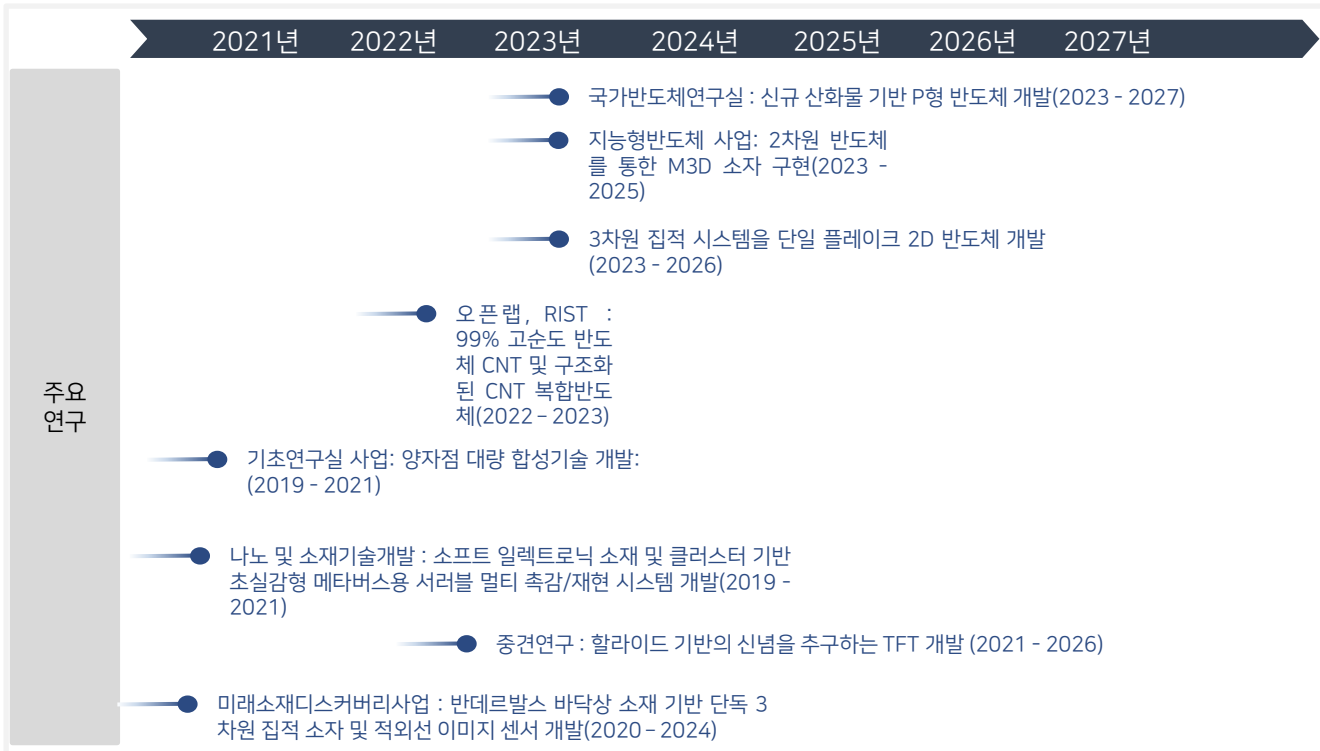 2021년 2022년 2023년 2024년 2025년 2026년 2027년
주요
연구
국가반도체연구실 : 신규 산화물 기반 P형 반도체 개발(2023 - 2027)
지능형반도체 사업: 2차원 반도체
를 통한 M3D 소자 구현(2023 -
2025)
3차원 집적 시스템을 단일 플레이크 2D 반도체 개발
(2023 - 2026)
오픈랩, RIST :
99% 고순도 반도
체 CNT 및 구조화
된 CNT 복합반도
체(2022 – 2023)
기초연구실 사업: 양자점 대량 합성기술 개발:
(2019 - 2021)
나노 및 소재기술개발 : 소프트 일렉트로닉 소재 및 클러스터 기반
초실감형 메타버스용 서러블 멀티 촉감/재현 시스템 개발(2019 -
2021)
중견연구 : 할라이드 기반의 신념을 추구하는 TFT 개발 (2021 - 2026)
미래소재디스커버리사업 : 반데르발스 바닥상 소재 기반 단독 3
차원 집적 소자 및 적외선 이미지 센서 개발(2020 – 2024)